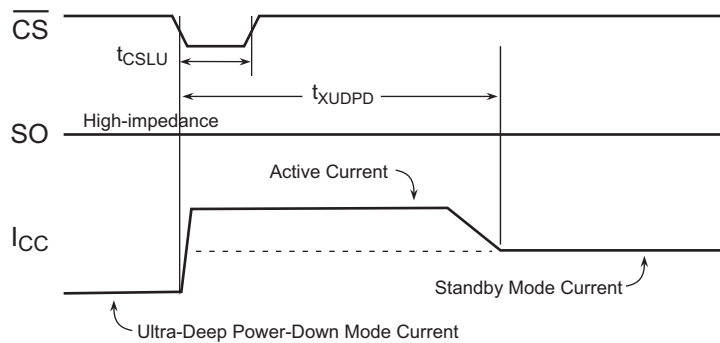 CS
tCSLU
tXUDPD
High-impedance
SO
Active Current
ICC
Standby Mode Current
Ultra-Deep Power-Down Mode Current